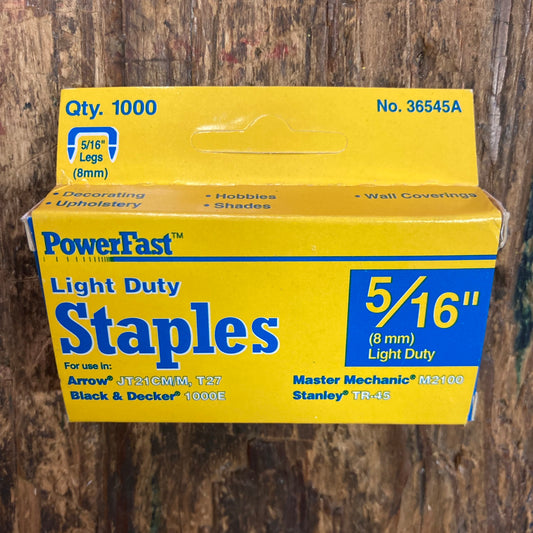 Qty. 1000 No. 36545A
5/16"
Legs
(8mm)
• Decorating • Hobbies • Wall Coverings
• Upholstery • Shades
PowerFast™
Light Duty
Staples
5/16"
(8 mm)
Light Duty
For use in:
Arrow® JT21CM/M, T27 Master Mechanic® M2100
Black & Decker® 1000E Stanley® TR-45